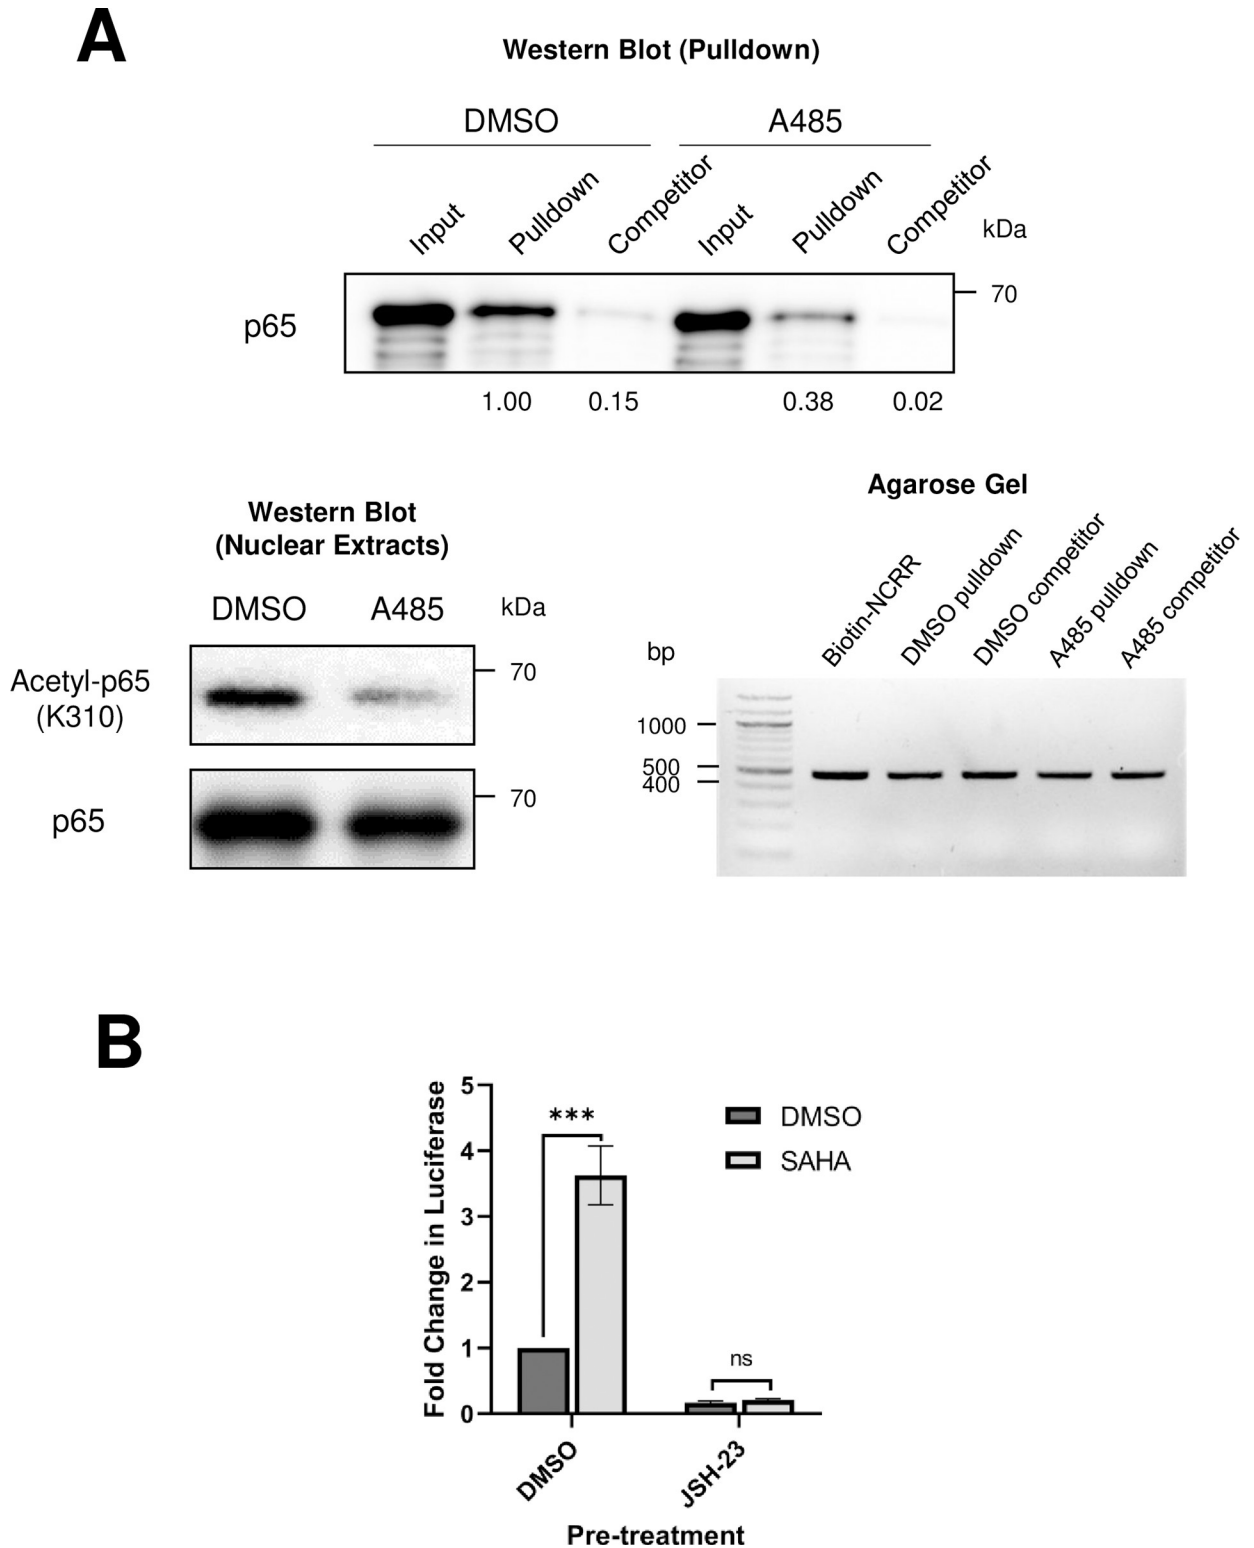 A
Western Blot (Pulldown)
DMSO A485
Input Pulldown Competitor Input Pulldown Competitor kDa
70
p65
1.00 0.15 0.38 0.02
Western Blot
(Nuclear Extracts)
DMSO A485 kDa
70
Acetyl-p65
(K310)
70
p65
Agarose Gel
Biotin-NCRR DMSO pulldown DMSO competitor A485 pulldown A485 competitor
bp
1000
500
400
B
Fold Change in Luciferase
5
4
3
2
1
0
***
ns
DMSO
SAHA
DMSO JSH-23
Pre-treatment